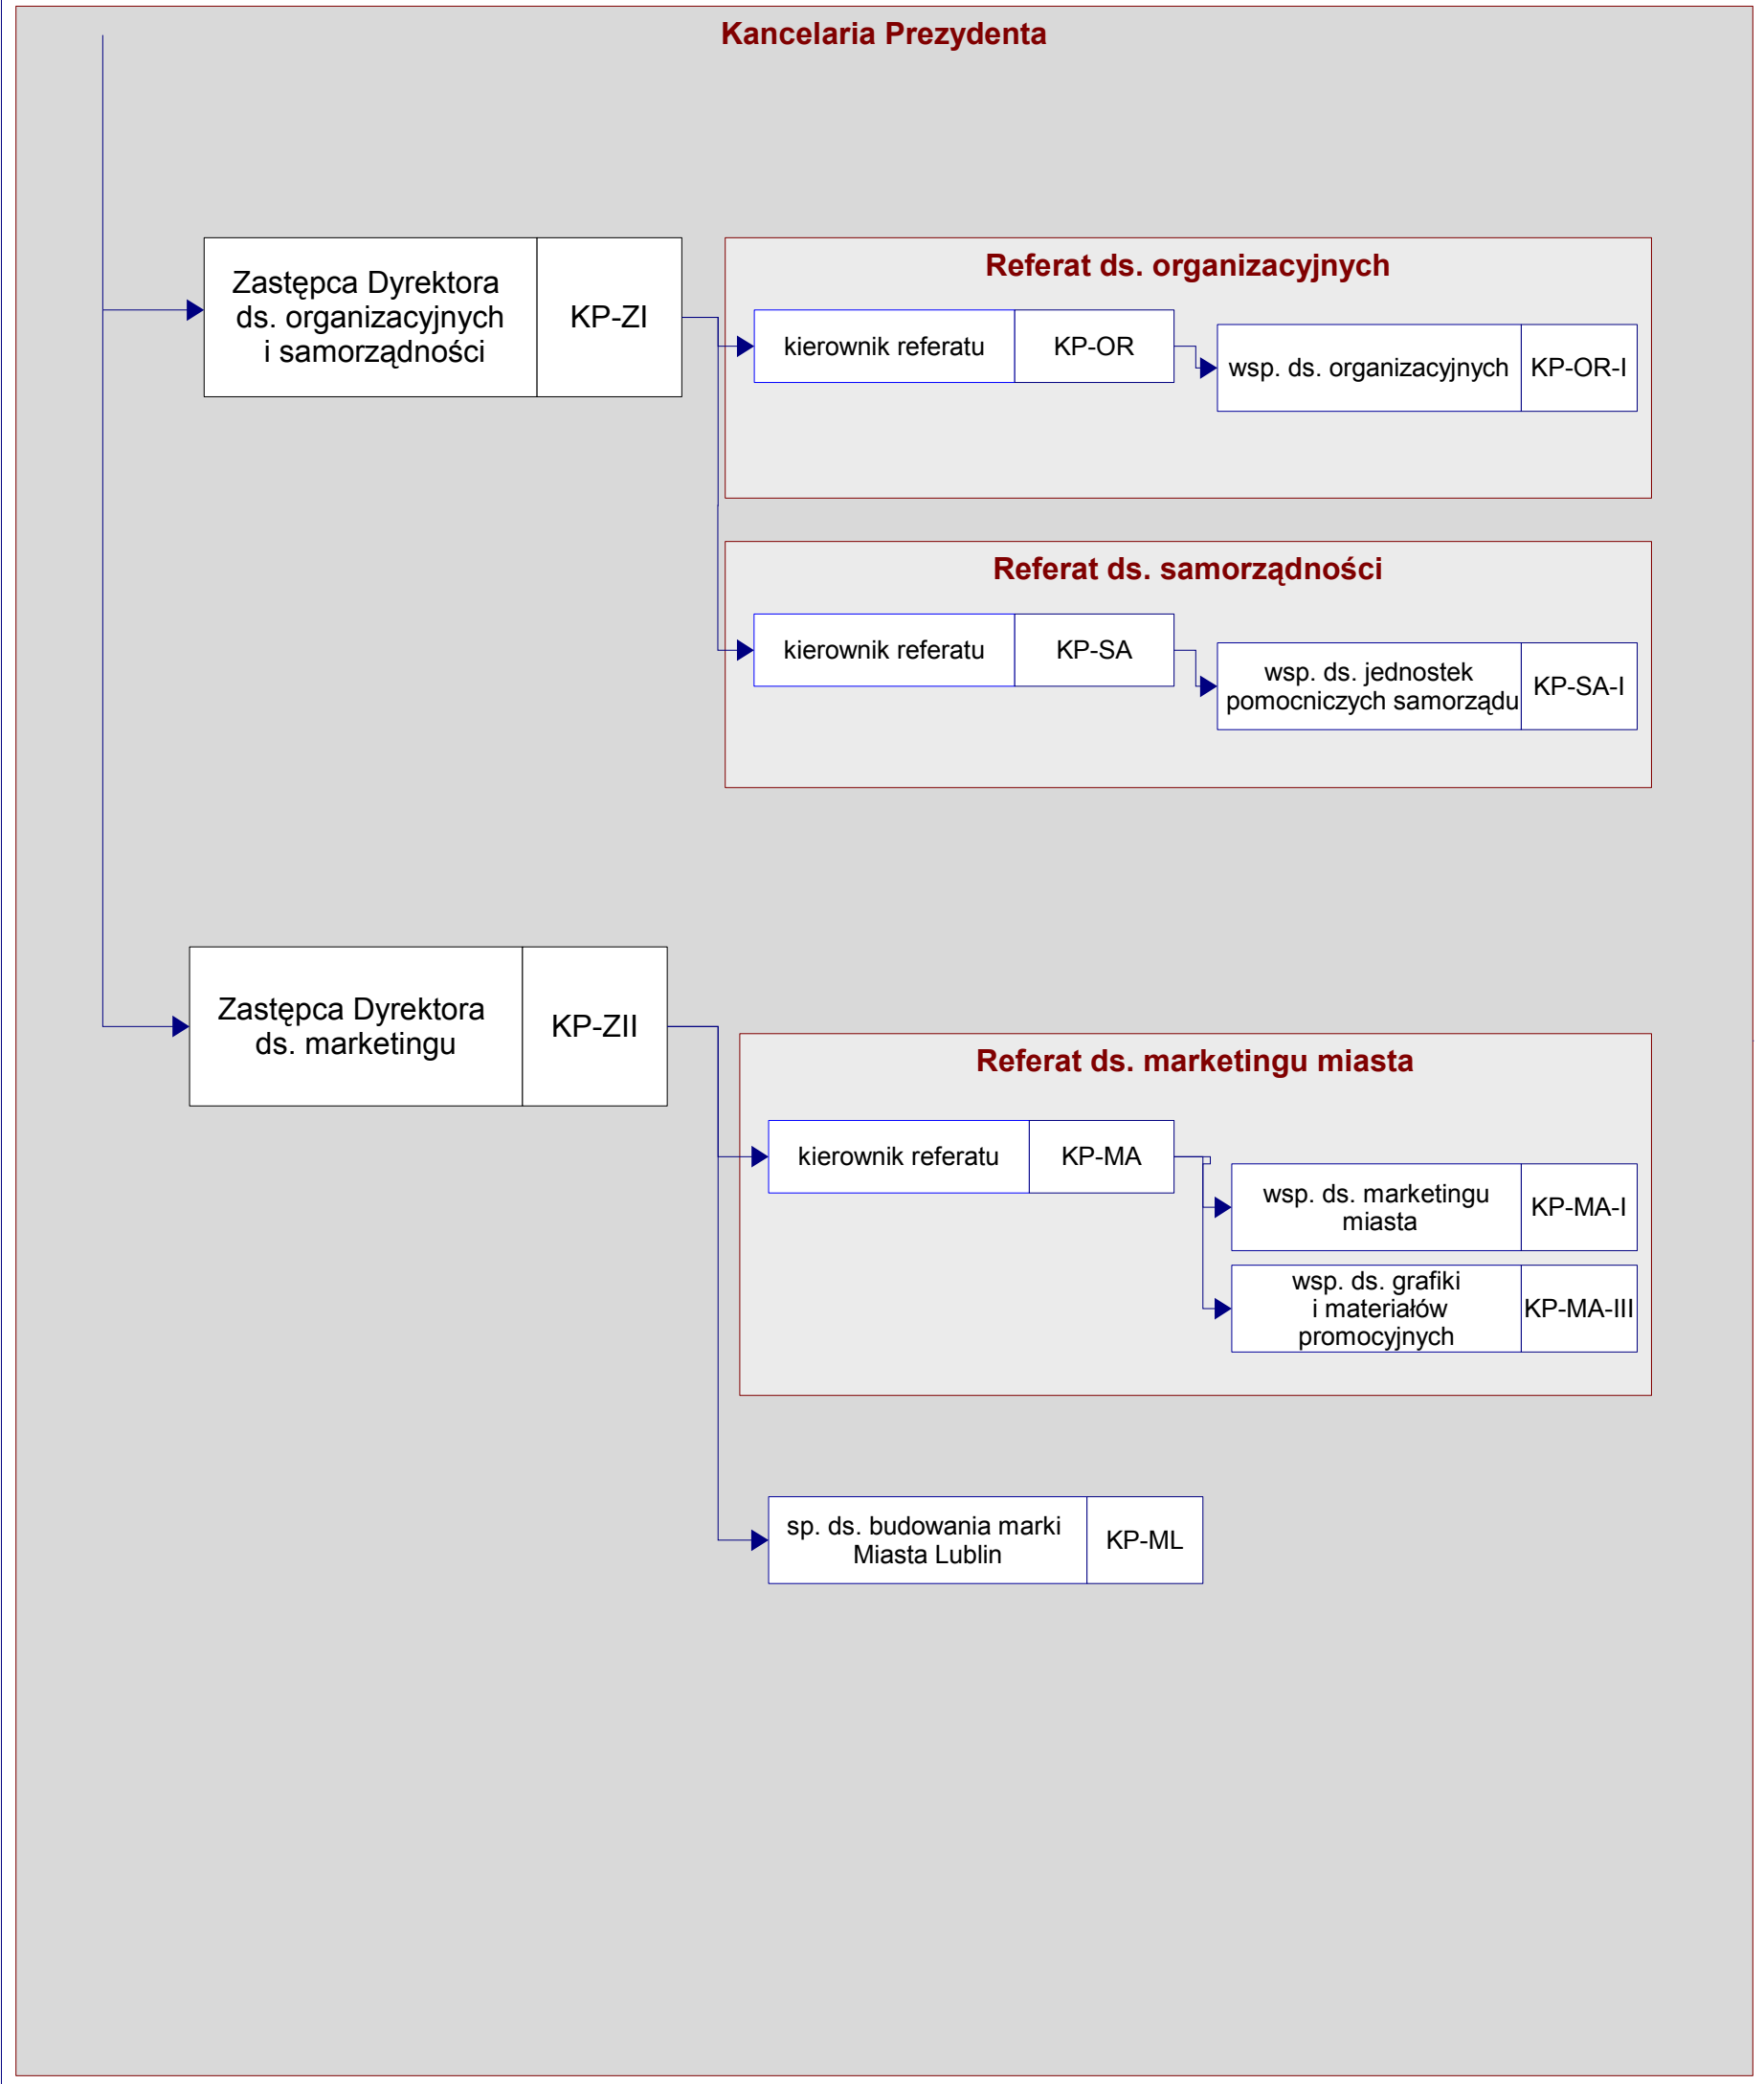 Kancelaria Prezydenta
Zastępca Dyrektora
ds. organizacyjnych
i samorządności
KP-ZI
Referat ds. organizacyjnych
kierownik referatu
KP-OR
wsp. ds. organizacyjnych
KP-OR-I
Referat ds. samorządności
kierownik referatu
KP-SA
wsp. ds. jednostek
pomocniczych samorządu
KP-SA-I
Zastępca Dyrektora
ds. marketingu
KP-ZII
Referat ds. marketingu miasta
kierownik referatu
KP-MA
wsp. ds. marketingu
miasta
KP-MA-I
wsp. ds. grafiki
i materiałów
promocyjnych
KP-MA-III
sp. ds. budowania marki
Miasta Lublin
KP-ML